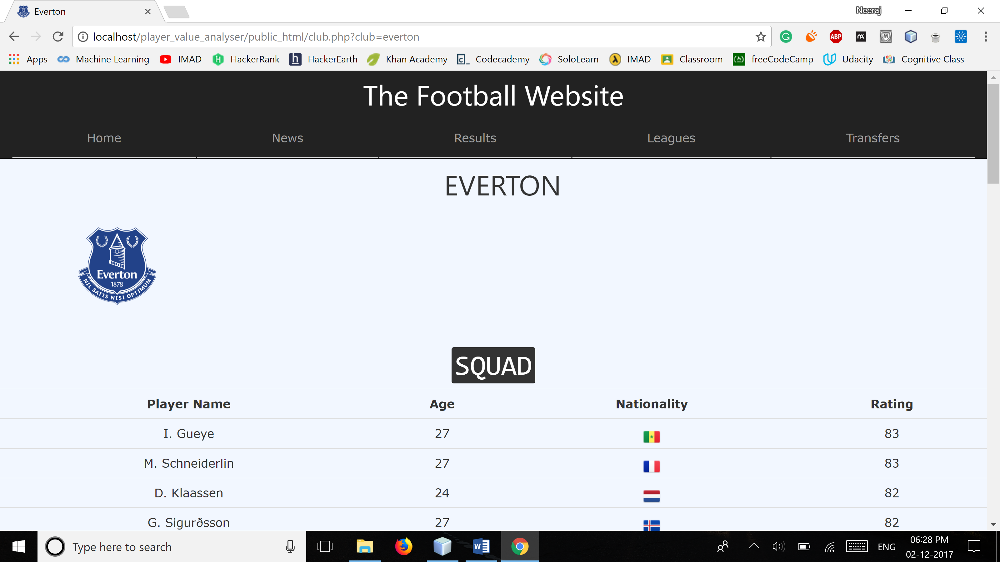 Everton
Neeraj
localhost/player_value_analyser/public_html/club.php?club=everton
ABP
Apps Machine Learning IMAD HackerRank HackerEarth Khan Academy Codecademy SoloLearn IMAD Classroom freeCodeCamp Udacity Cognitive Class
The Football Website
Home News Results Leagues Transfers
EVERTON
Everton
1878
NIL SATIS NISI OPTIMUM
SQUAD
Player Name Age Nationality Rating
I. Gueye 27 83
M. Schneiderlin 27 83
D. Klaassen 24 82
G. Sigurðsson 27 82
Type here to search
ENG
06:28 PM
02-12-2017